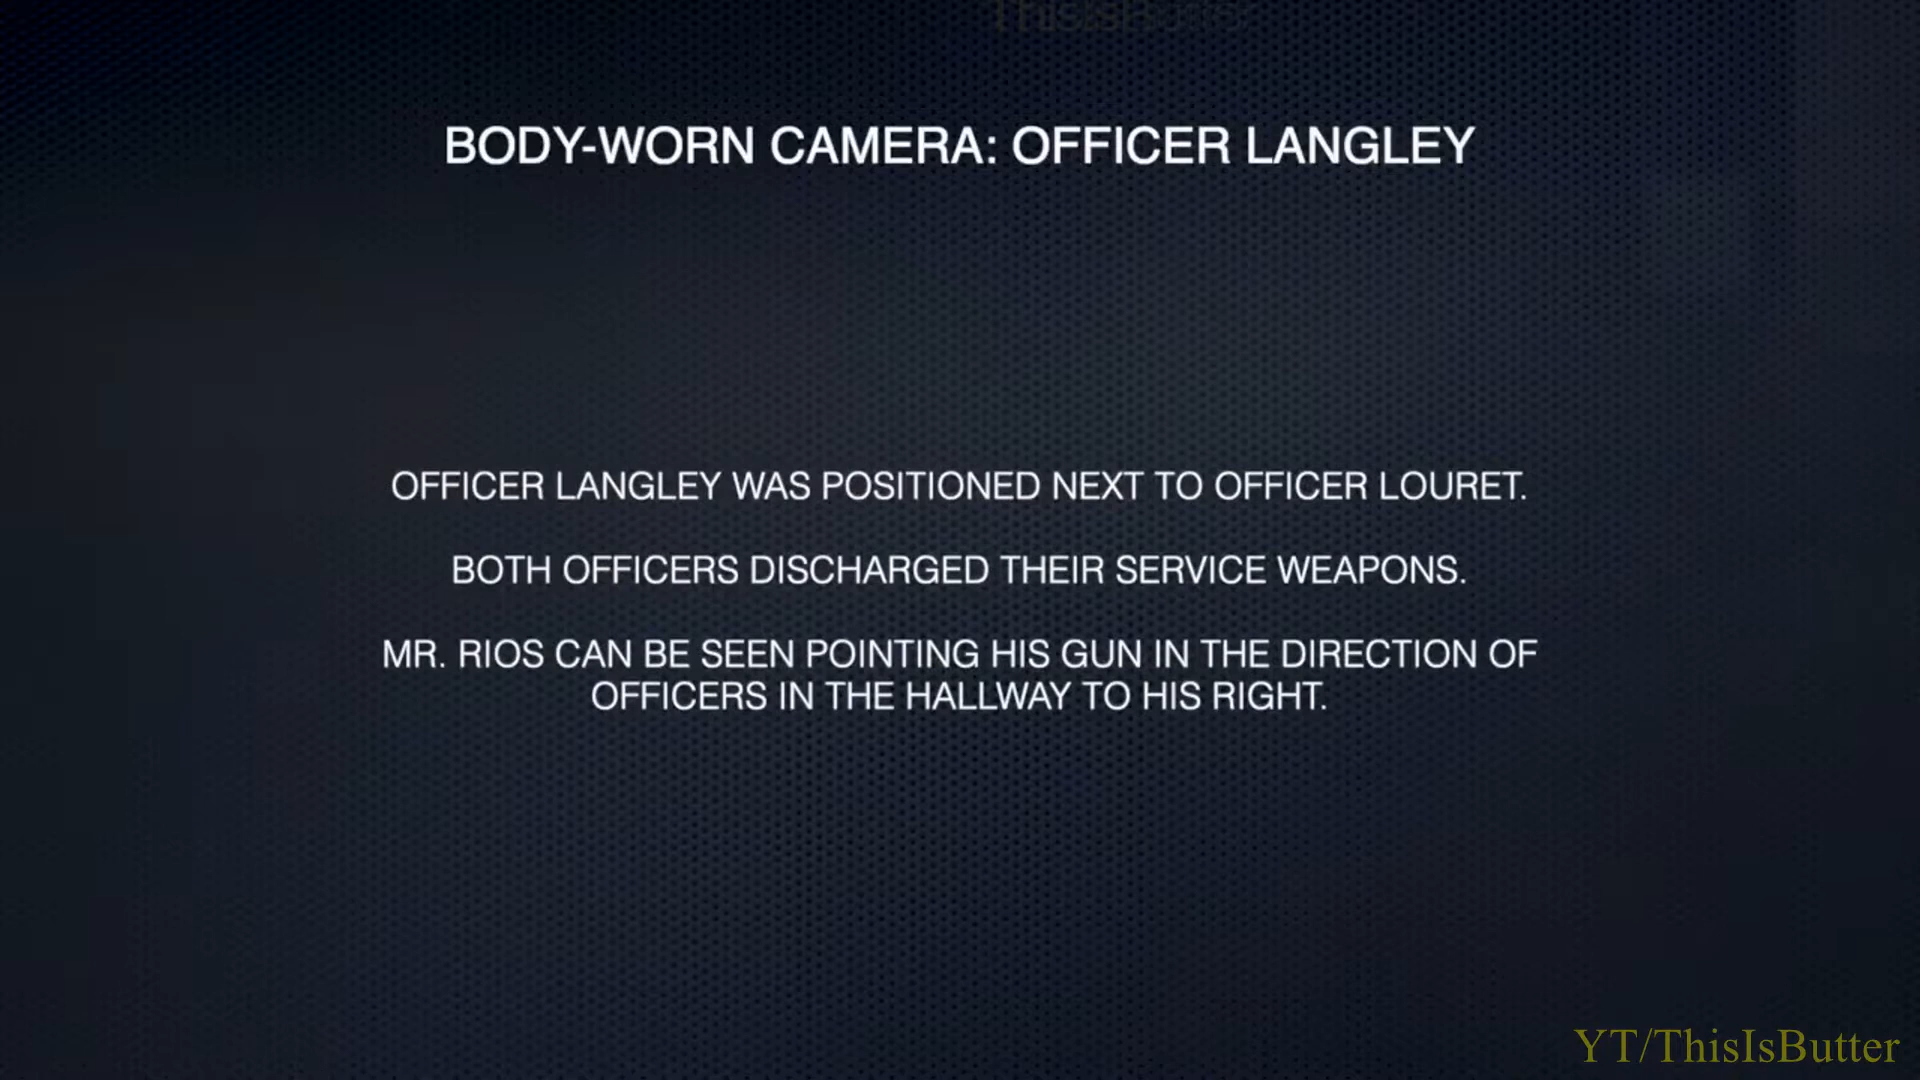 ThisIsButter
BODY-WORN CAMERA: OFFICER LANGLEY
OFFICER LANGLEY WAS POSITIONED NEXT TO OFFICER LOURET.
BOTH OFFICERS DISCHARGED THEIR SERVICE WEAPONS.
MR. RIOS CAN BE SEEN POINTING HIS GUN IN THE DIRECTION OF
OFFICERS IN THE HALLWAY TO HIS RIGHT.
YT/ThisIsButter